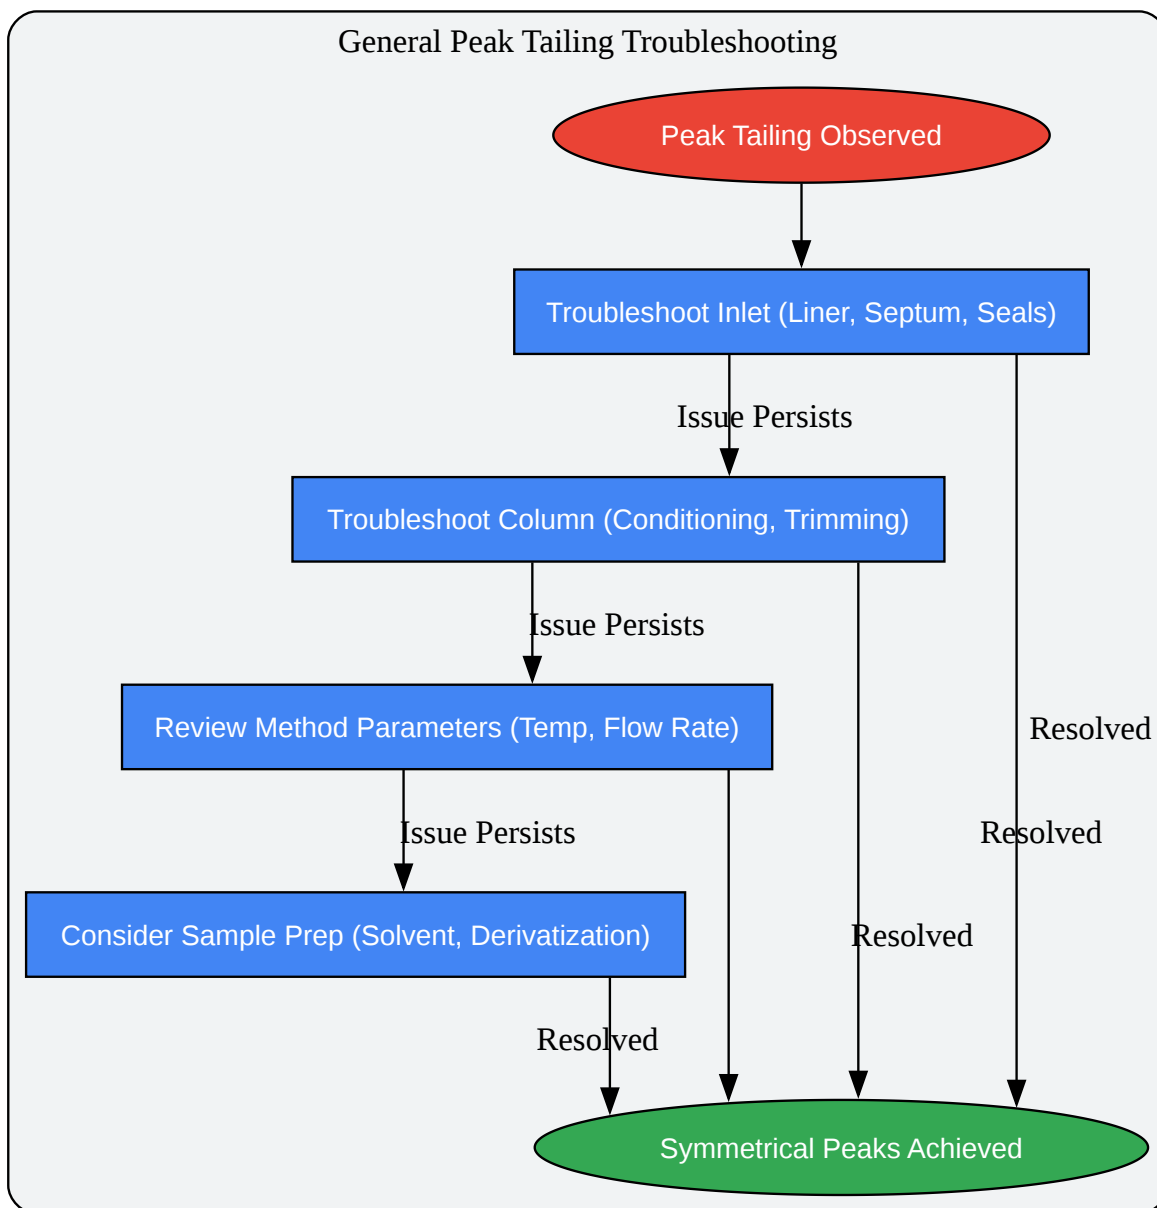 General Peak Tailing Troubleshooting
Peak Tailing Observed
Troubleshoot Inlet (Liner, Septum, Seals)
Issue Persists
Troubleshoot Column (Conditioning, Trimming)
Issue Persists
Review Method Parameters (Temp, Flow Rate)
Resolved
Issue Persists
Resolved
Consider Sample Prep (Solvent, Derivatization)
Resolved
Resolved
Symmetrical Peaks Achieved